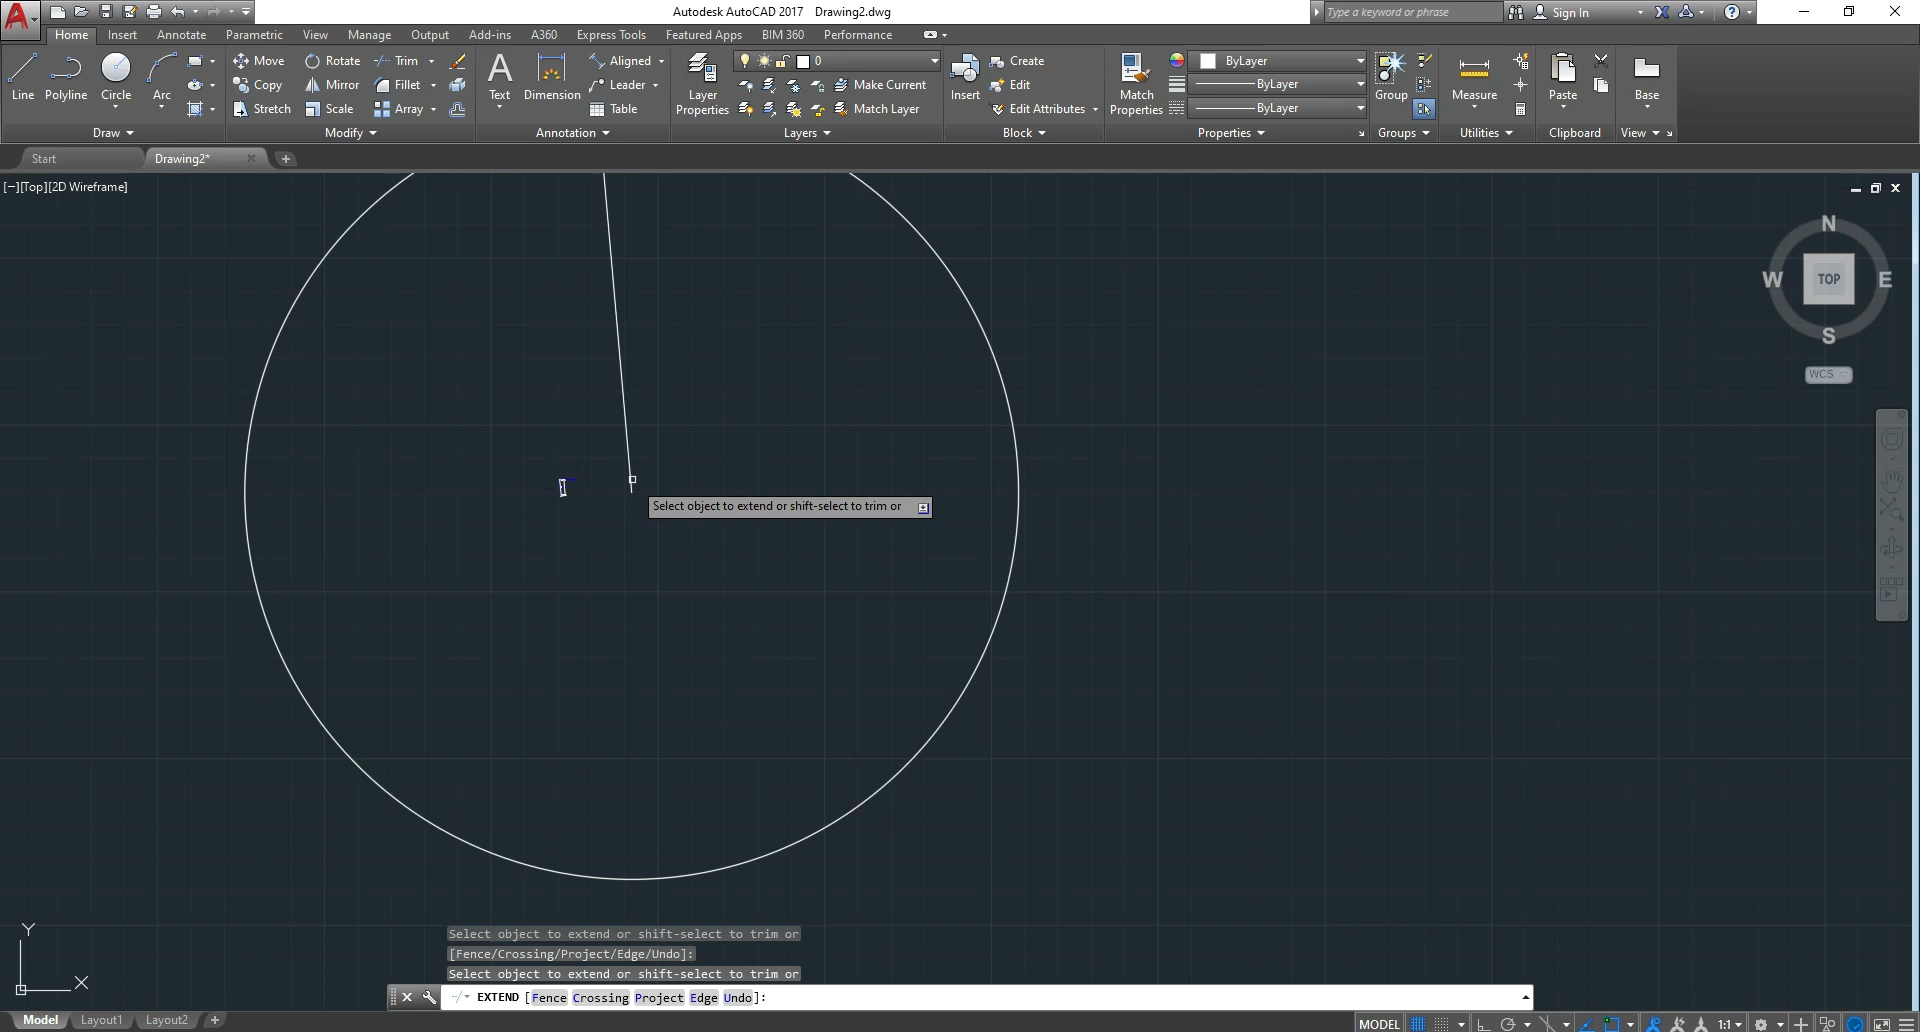 Autodesk AutoCAD 2017 Drawing2.dwg
Type a keyword or phrase
Sign In
Home Insert Annotate Parametric View Manage Output Add-ins A360 Express Tools Featured Apps BIM 360 Performance
Line Polyline Circle Arc
Move Rotate Trim
Copy Mirror Fillet
Stretch Scale Array
Text Dimension
Aligned
Leader
Table
Layer Properties
0
Make Current
Match Layer
Insert
Create
Edit
Edit Attributes
Match Properties
ByLayer
ByLayer
ByLayer
Group
Measure
Paste
Base
Draw Modify Annotation Layers Block Properties Groups Utilities Clipboard View
Start Drawing2*
[−][Top][2D Wireframe]
N
W TOP E
S
WCS
Select object to extend or shift-select to trim or
Y
X
Select object to extend or shift-select to trim or
[Fence/Crossing/Project/Edge/Undo]:
Select object to extend or shift-select to trim or
EXTEND [Fence Crossing Project Edge Undo]:
Model Layout1 Layout2
MODEL 1:1